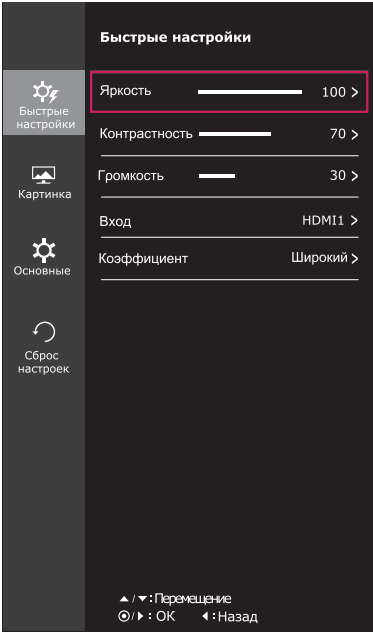 Быстрые настройки
Быстрые
настройки
Картинка
Основные
Сброс
настроек
Яркость 100
Контрастность 70
Громкость 30
Вход HDMI1
Коэффициент Широкий
/ : Перемещение
/ : OK : Назад